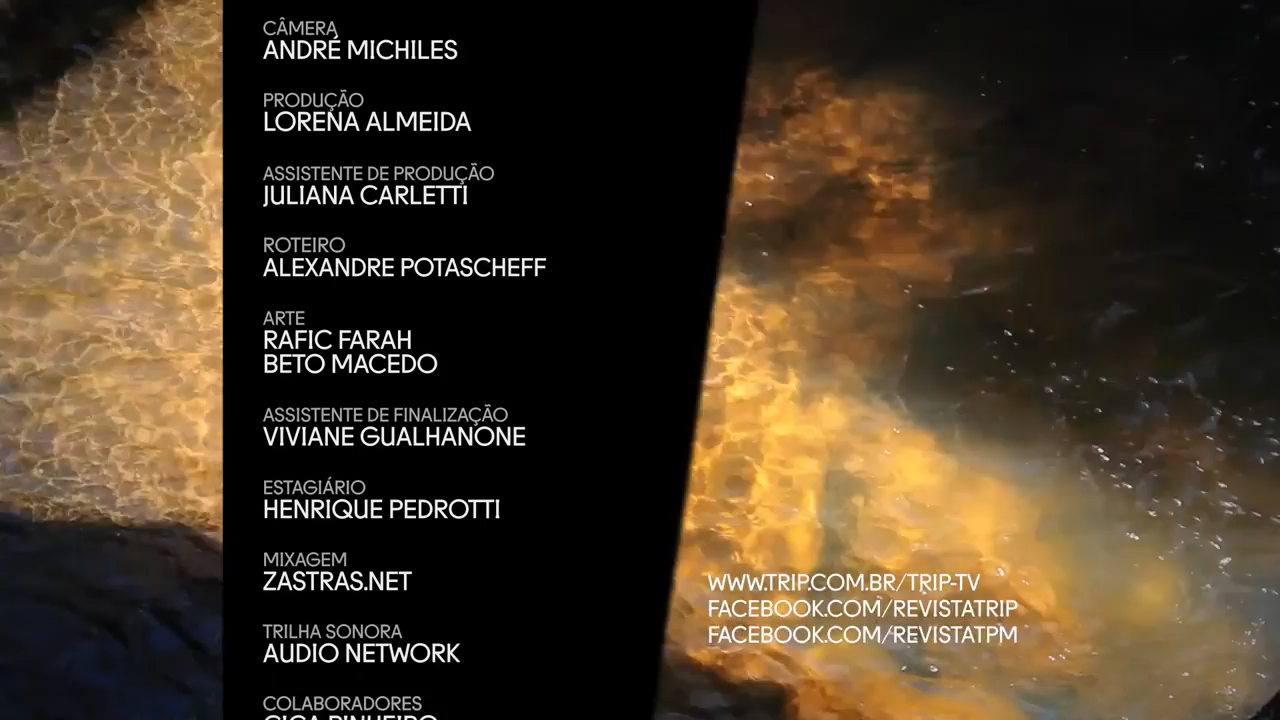 CÂMERA
ANDRÉ MICHILES
PRODUÇÃO
LORENA ALMEIDA
ASSISTENTE DE PRODUÇÃO
JULIANA CARLETTI
ROTEIRO
ALEXANDRE POTASCHEFF
ARTE
RAFIC FARAH
BETO MACEDO
ASSISTENTE DE FINALIZAÇÃO
VIVIANE GUALHANONE
ESTAGIÁRIO
HENRIQUE PEDROTTI
MIXAGEM
ZASTRAS.NET
TRILHA SONORA
AUDIO NETWORK
COLABORADORES
WWW.TRIP.COM.BR/TRIP-TV
FACEBOOK.COM/REVISTATRIP
FACEBOOK.COM/REVISTATPM